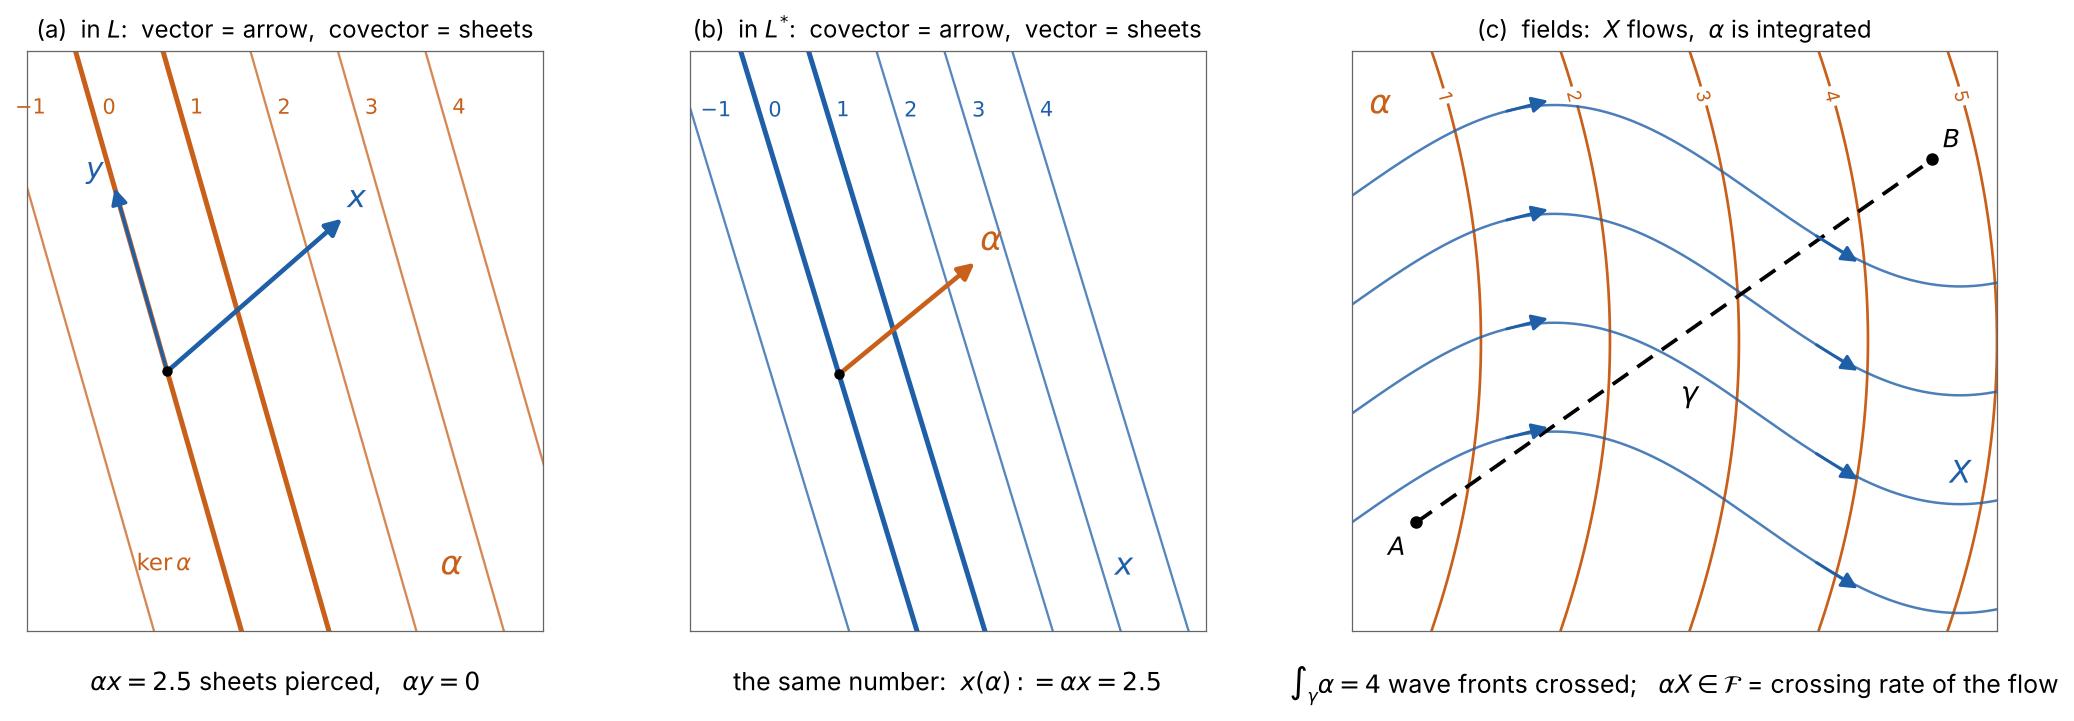 (a) in L: vector = arrow, covector = sheets
−1 0 1 2 3 4
y
x
ker α
α
αx = 2.5 sheets pierced, αy = 0
(b) in L*: covector = arrow, vector = sheets
−1 0 1 2 3 4
α
x
the same number: x(α) : = αx = 2.5
(c) fields: X flows, α is integrated
α
1 2 3 4 5
B
γ
X
A
∫γ α = 4 wave fronts crossed; αX ∈ ℱ = crossing rate of the flow